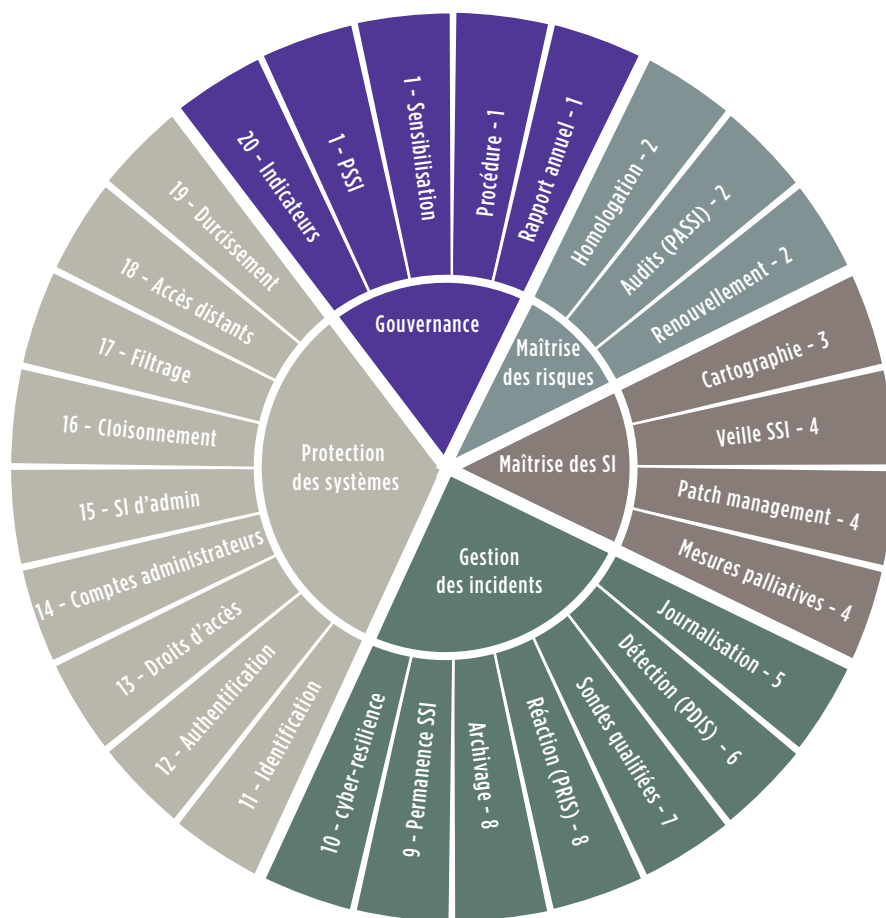 Gouvernance
20 - Indicateurs
1 - PSSI
1 - Sensibilisation
Procédure - 1
Rapport annuel - 1
Maîtrise
des risques
Homologation - 2
Audits (PASSI) - 2
Renouvellement - 2
Maîtrise des SI
Cartographie - 3
Veille SSI - 4
Patch management - 4
Mesures palliatives - 4
Gestion
des incidents
Journalisation - 5
Détection (PDIS) - 6
Sondes qualifiées - 7
Réaction (PRIS) - 8
Archivage - 8
9 - Permanence SSI
10 - cyber-resilience
Protection
des systèmes
11 - Identification
12 - Authentification
13 - Droits d'accès
14 - Comptes administrateurs
15 - SI d'admin
16 - Cloisonnement
17 - Filtrage
18 - Accès distants
19 - Durcissement